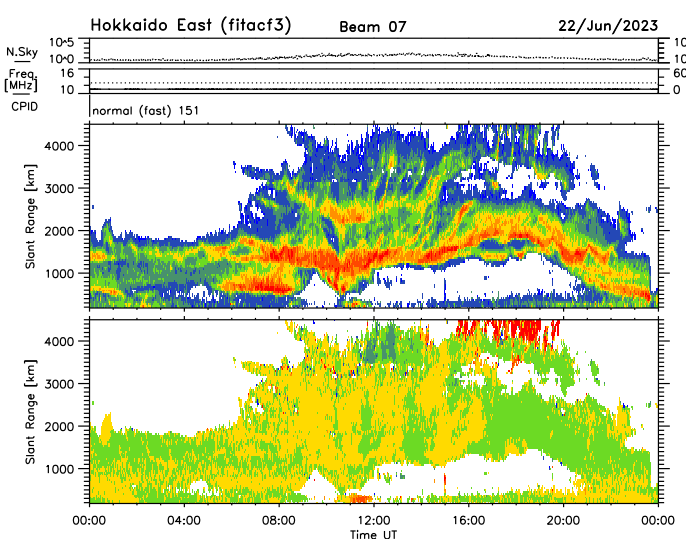 Hokkaido East (fitacf3) Beam 07 22/Jun/2023
N.Sky 10^5 10^0 10 10
Freq. [MHz] 16 10 60 0
CPID normal (fast) 151
Slant Range [km] 4000 3000 2000 1000
Slant Range [km] 4000 3000 2000 1000
00:00 04:00 08:00 12:00 16:00 20:00 00:00
Time UT